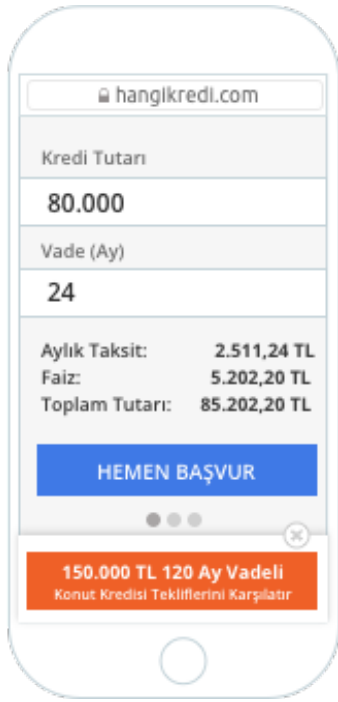 hangikredi.com
Kredi Tutarı
80.000
Vade (Ay)
24
Aylık Taksit: 2.511,24 TL
Faiz: 5.202,20 TL
Toplam Tutarı: 85.202,20 TL
HEMEN BAŞVUR
150.000 TL 120 Ay Vadeli
Konut Kredisi Tekliflerini Karşılatır